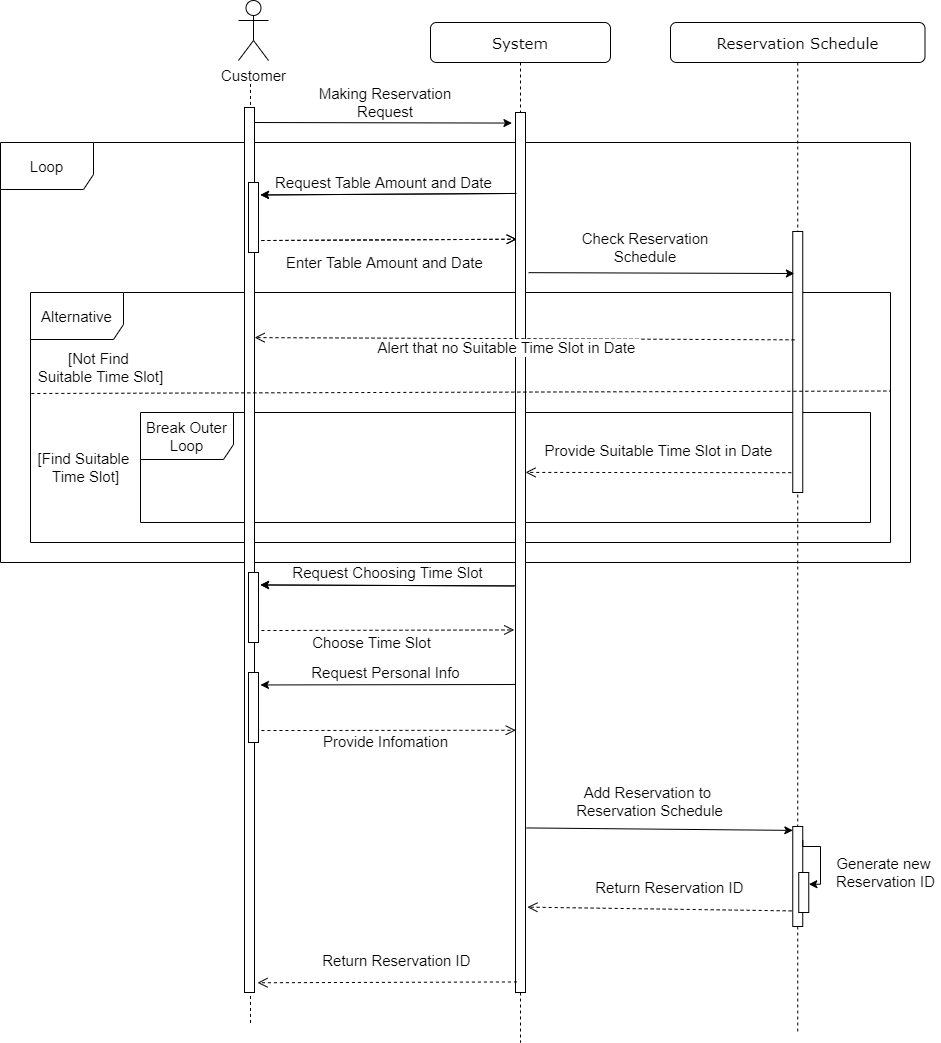 Customer
System
Reservation Schedule
Making Reservation
Request
Loop
Request Table Amount and Date
Enter Table Amount and Date
Check Reservation
Schedule
Alternative
[Not Find
Suitable Time Slot]
Alert that no Suitable Time Slot in Date
Break Outer
Loop
[Find Suitable
Time Slot]
Provide Suitable Time Slot in Date
Request Choosing Time Slot
Choose Time Slot
Request Personal Info
Provide Infomation
Add Reservation to
Reservation Schedule
Generate new
Reservation ID
Return Reservation ID
Return Reservation ID